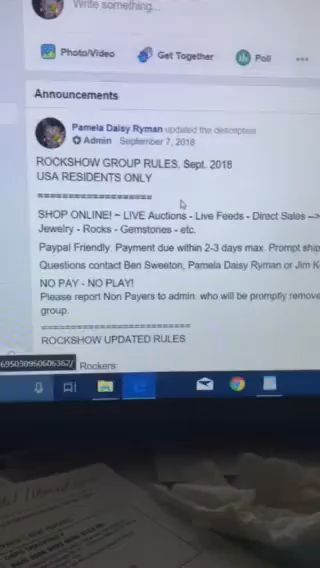 Write something...
Photo/Video
Get Together
Poll
Announcements
Pamela Daisy Ryman updated the description
Admin · September 7, 2018
ROCKSHOW GROUP RULES, Sept. 2018
USA RESIDENTS ONLY
====================
SHOP ONLINE! ~ LIVE Auctions - Live Feeds - Direct Sales -->
Jewelry - Rocks - Gemstones - etc.
Paypal Friendly. Payment due within 2-3 days max. Prompt ship
Questions contact Ben Sweeton, Pamela Daisy Ryman or Jim K
NO PAY - NO PLAY!
Please report Non Payers to admin. who will be promptly remove
group.
==========================
ROCKSHOW UPDATED RULES
695030960606362/
Rockers: